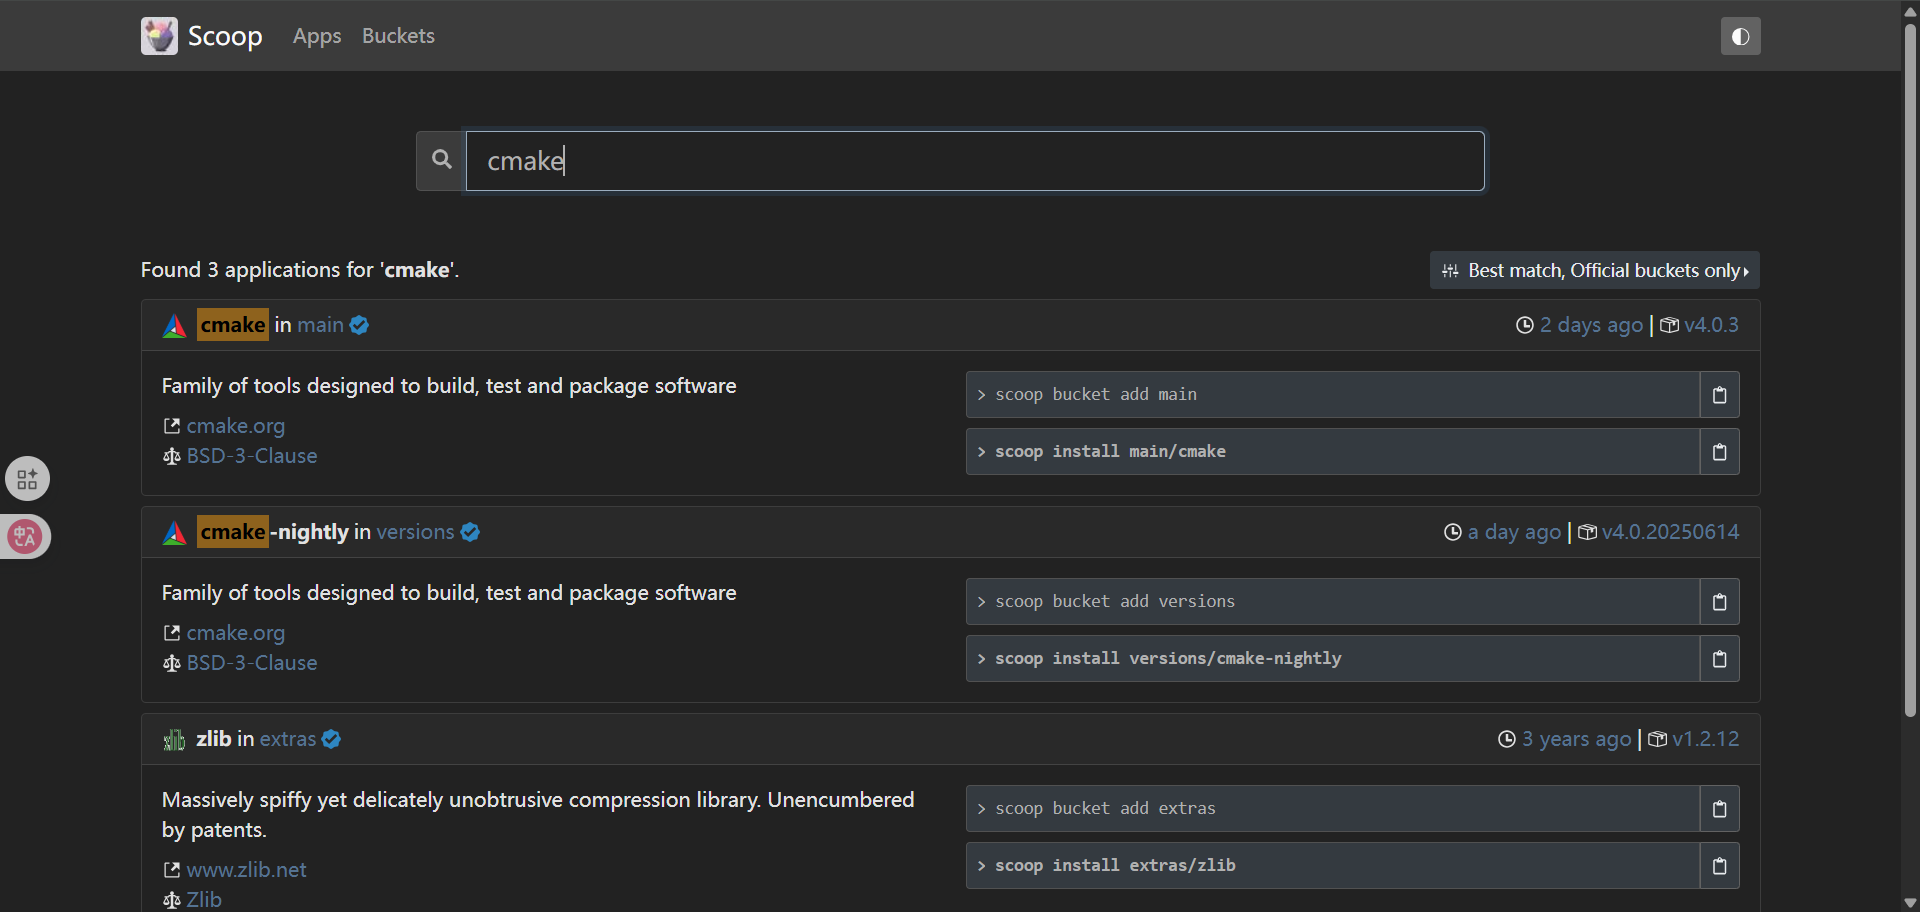 Scoop Apps Buckets
cmake
Found 3 applications for 'cmake'.
Best match, Official buckets only
cmake in main
2 days ago | v4.0.3
Family of tools designed to build, test and package software
cmake.org
BSD-3-Clause
> scoop bucket add main
> scoop install main/cmake
cmake-nightly in versions
a day ago | v4.0.20250614
Family of tools designed to build, test and package software
cmake.org
BSD-3-Clause
> scoop bucket add versions
> scoop install versions/cmake-nightly
zlib in extras
3 years ago | v1.2.12
Massively spiffy yet delicately unobtrusive compression library. Unencumbered
by patents.
www.zlib.net
Zlib
> scoop bucket add extras
> scoop install extras/zlib
中A